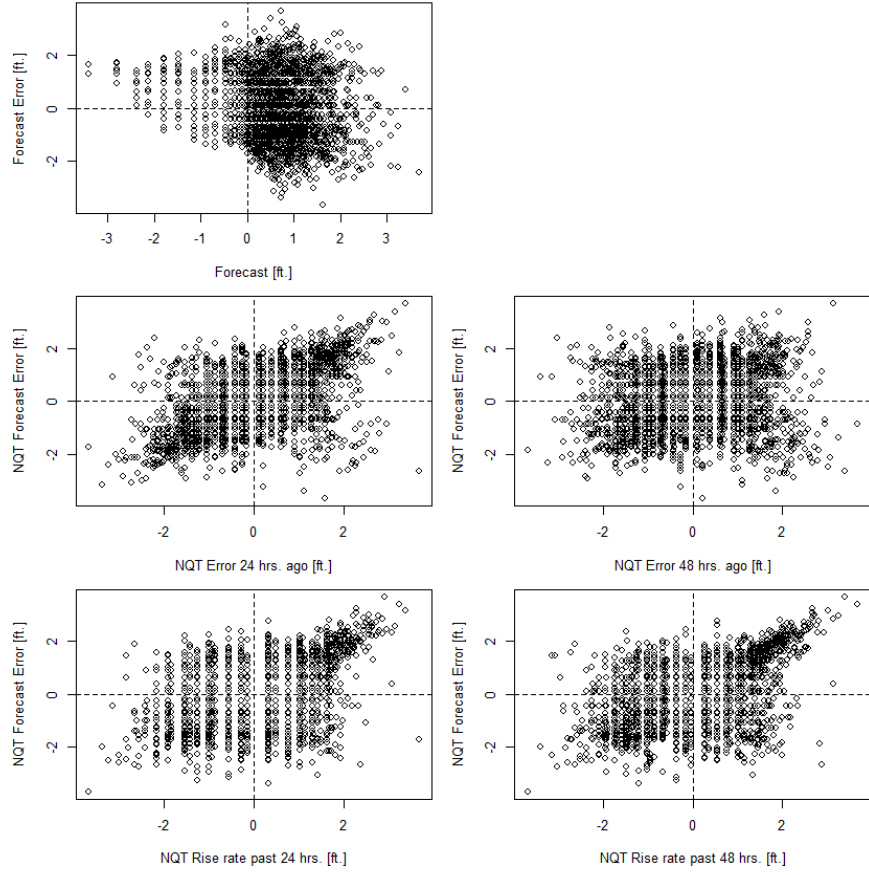 Forecast Error [ft.]
2
0
-2
-3 -2 -1 0 1 2 3
Forecast [ft.]
NQT Forecast Error [ft.]
2
0
-2
-2 0 2
NQT Error 24 hrs. ago [ft.]
NQT Forecast Error [ft.]
2
0
-2
-2 0 2
NQT Error 48 hrs. ago [ft.]
NQT Forecast Error [ft.]
2
0
-2
-2 0 2
NQT Rise rate past 24 hrs. [ft.]
NQT Forecast Error [ft.]
2
0
-2
-2 0 2
NQT Rise rate past 48 hrs. [ft.]